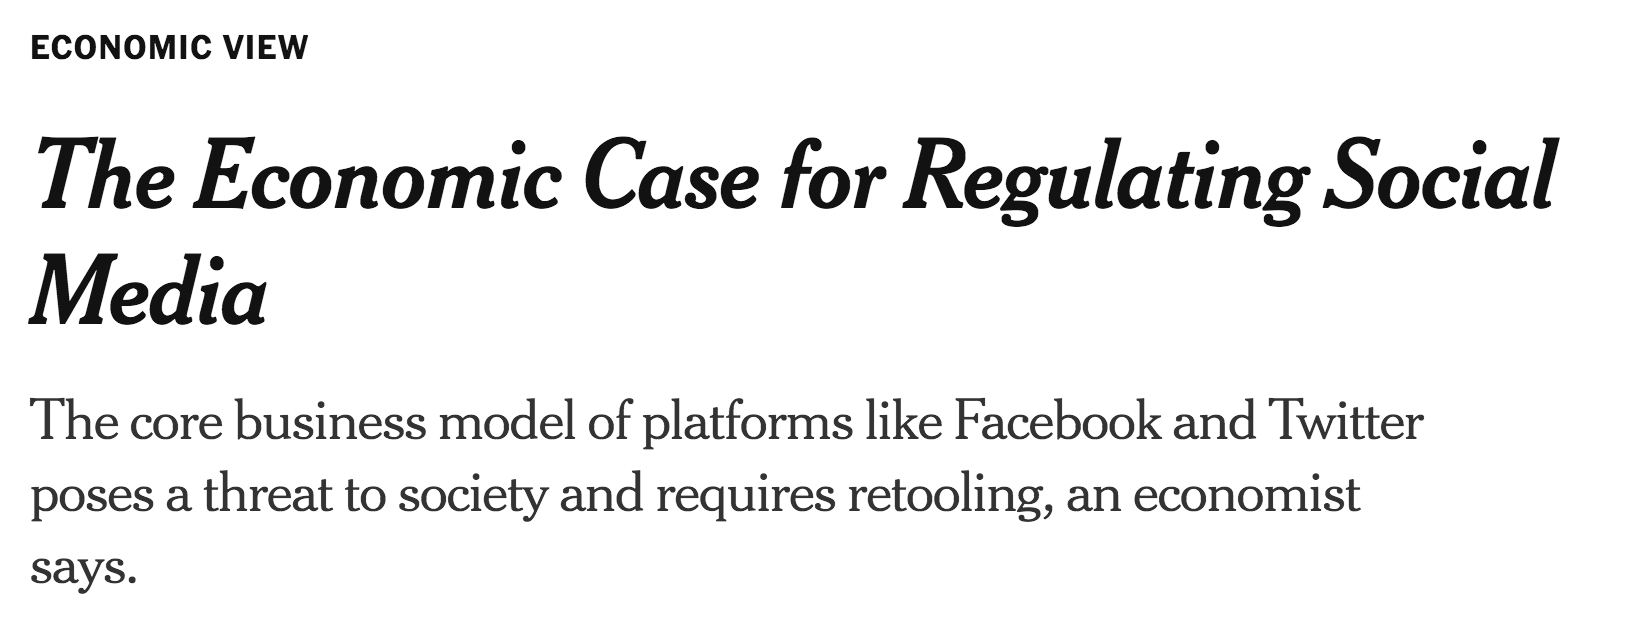 ECONOMIC VIEW
The Economic Case for Regulating Social
Media
The core business model of platforms like Facebook and Twitter
poses a threat to society and requires retooling, an economist
says.